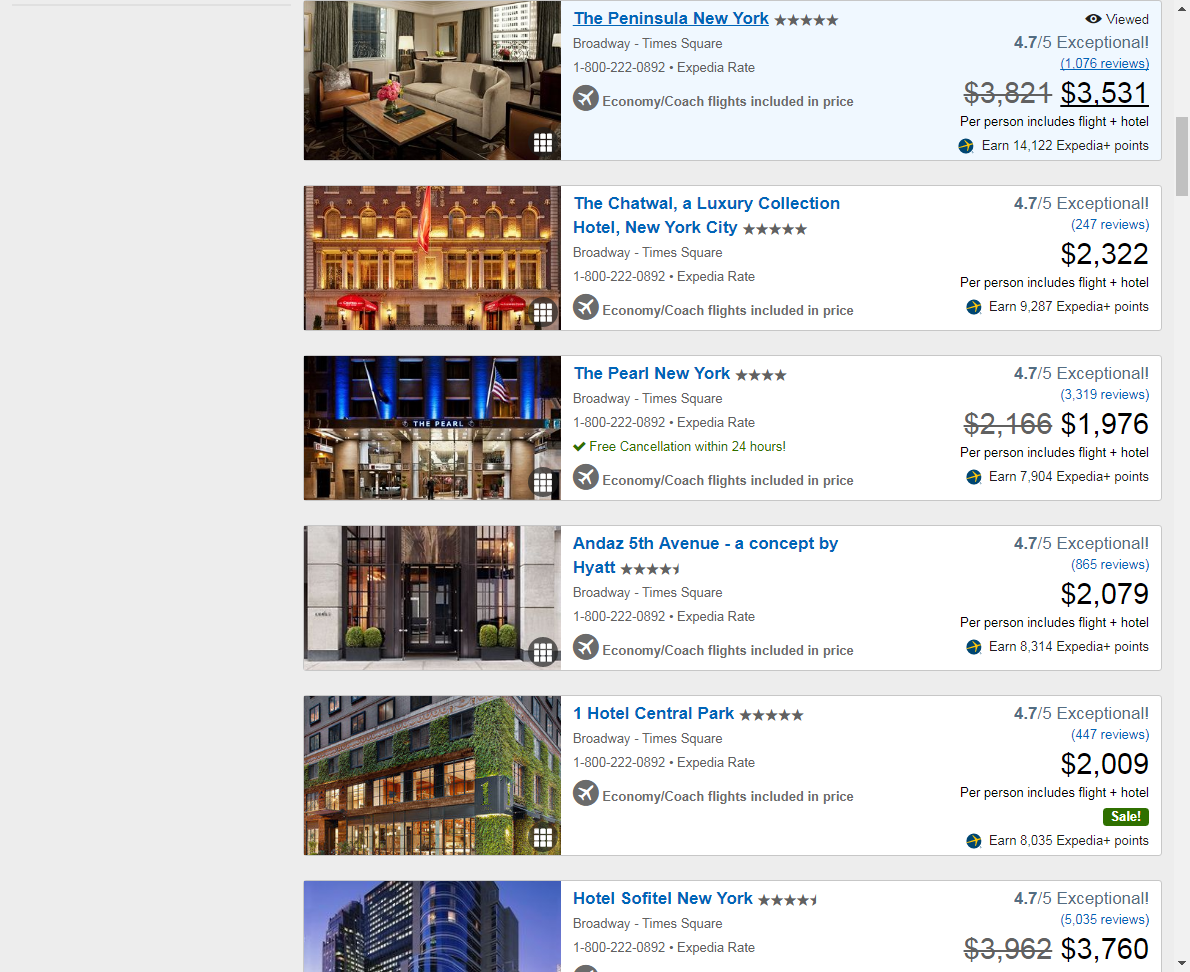 The Peninsula New York
Viewed
Broadway - Times Square
4.7/5 Exceptional!
1-800-222-0892 • Expedia Rate
(1,076 reviews)
Economy/Coach flights included in price
$3,821 $3,531
Per person includes flight + hotel
Earn 14,122 Expedia+ points
The Chatwal, a Luxury Collection
Hotel, New York City
4.7/5 Exceptional!
(247 reviews)
Broadway - Times Square
$2,322
1-800-222-0892 • Expedia Rate
Per person includes flight + hotel
Economy/Coach flights included in price
Earn 9,287 Expedia+ points
THE PEARL
The Pearl New York
4.7/5 Exceptional!
Broadway - Times Square
(3,319 reviews)
1-800-222-0892 • Expedia Rate
$2,166 $1,976
Free Cancellation within 24 hours!
Per person includes flight + hotel
Economy/Coach flights included in price
Earn 7,904 Expedia+ points
Andaz 5th Avenue - a concept by
Hyatt
4.7/5 Exceptional!
(865 reviews)
Broadway - Times Square
$2,079
1-800-222-0892 • Expedia Rate
Per person includes flight + hotel
Economy/Coach flights included in price
Earn 8,314 Expedia+ points
1 Hotel Central Park
4.7/5 Exceptional!
Broadway - Times Square
(447 reviews)
1-800-222-0892 • Expedia Rate
$2,009
Economy/Coach flights included in price
Per person includes flight + hotel
Sale!
Earn 8,035 Expedia+ points
Hotel Sofitel New York
4.7/5 Exceptional!
Broadway - Times Square
(5,035 reviews)
1-800-222-0892 • Expedia Rate
$3,962 $3,760